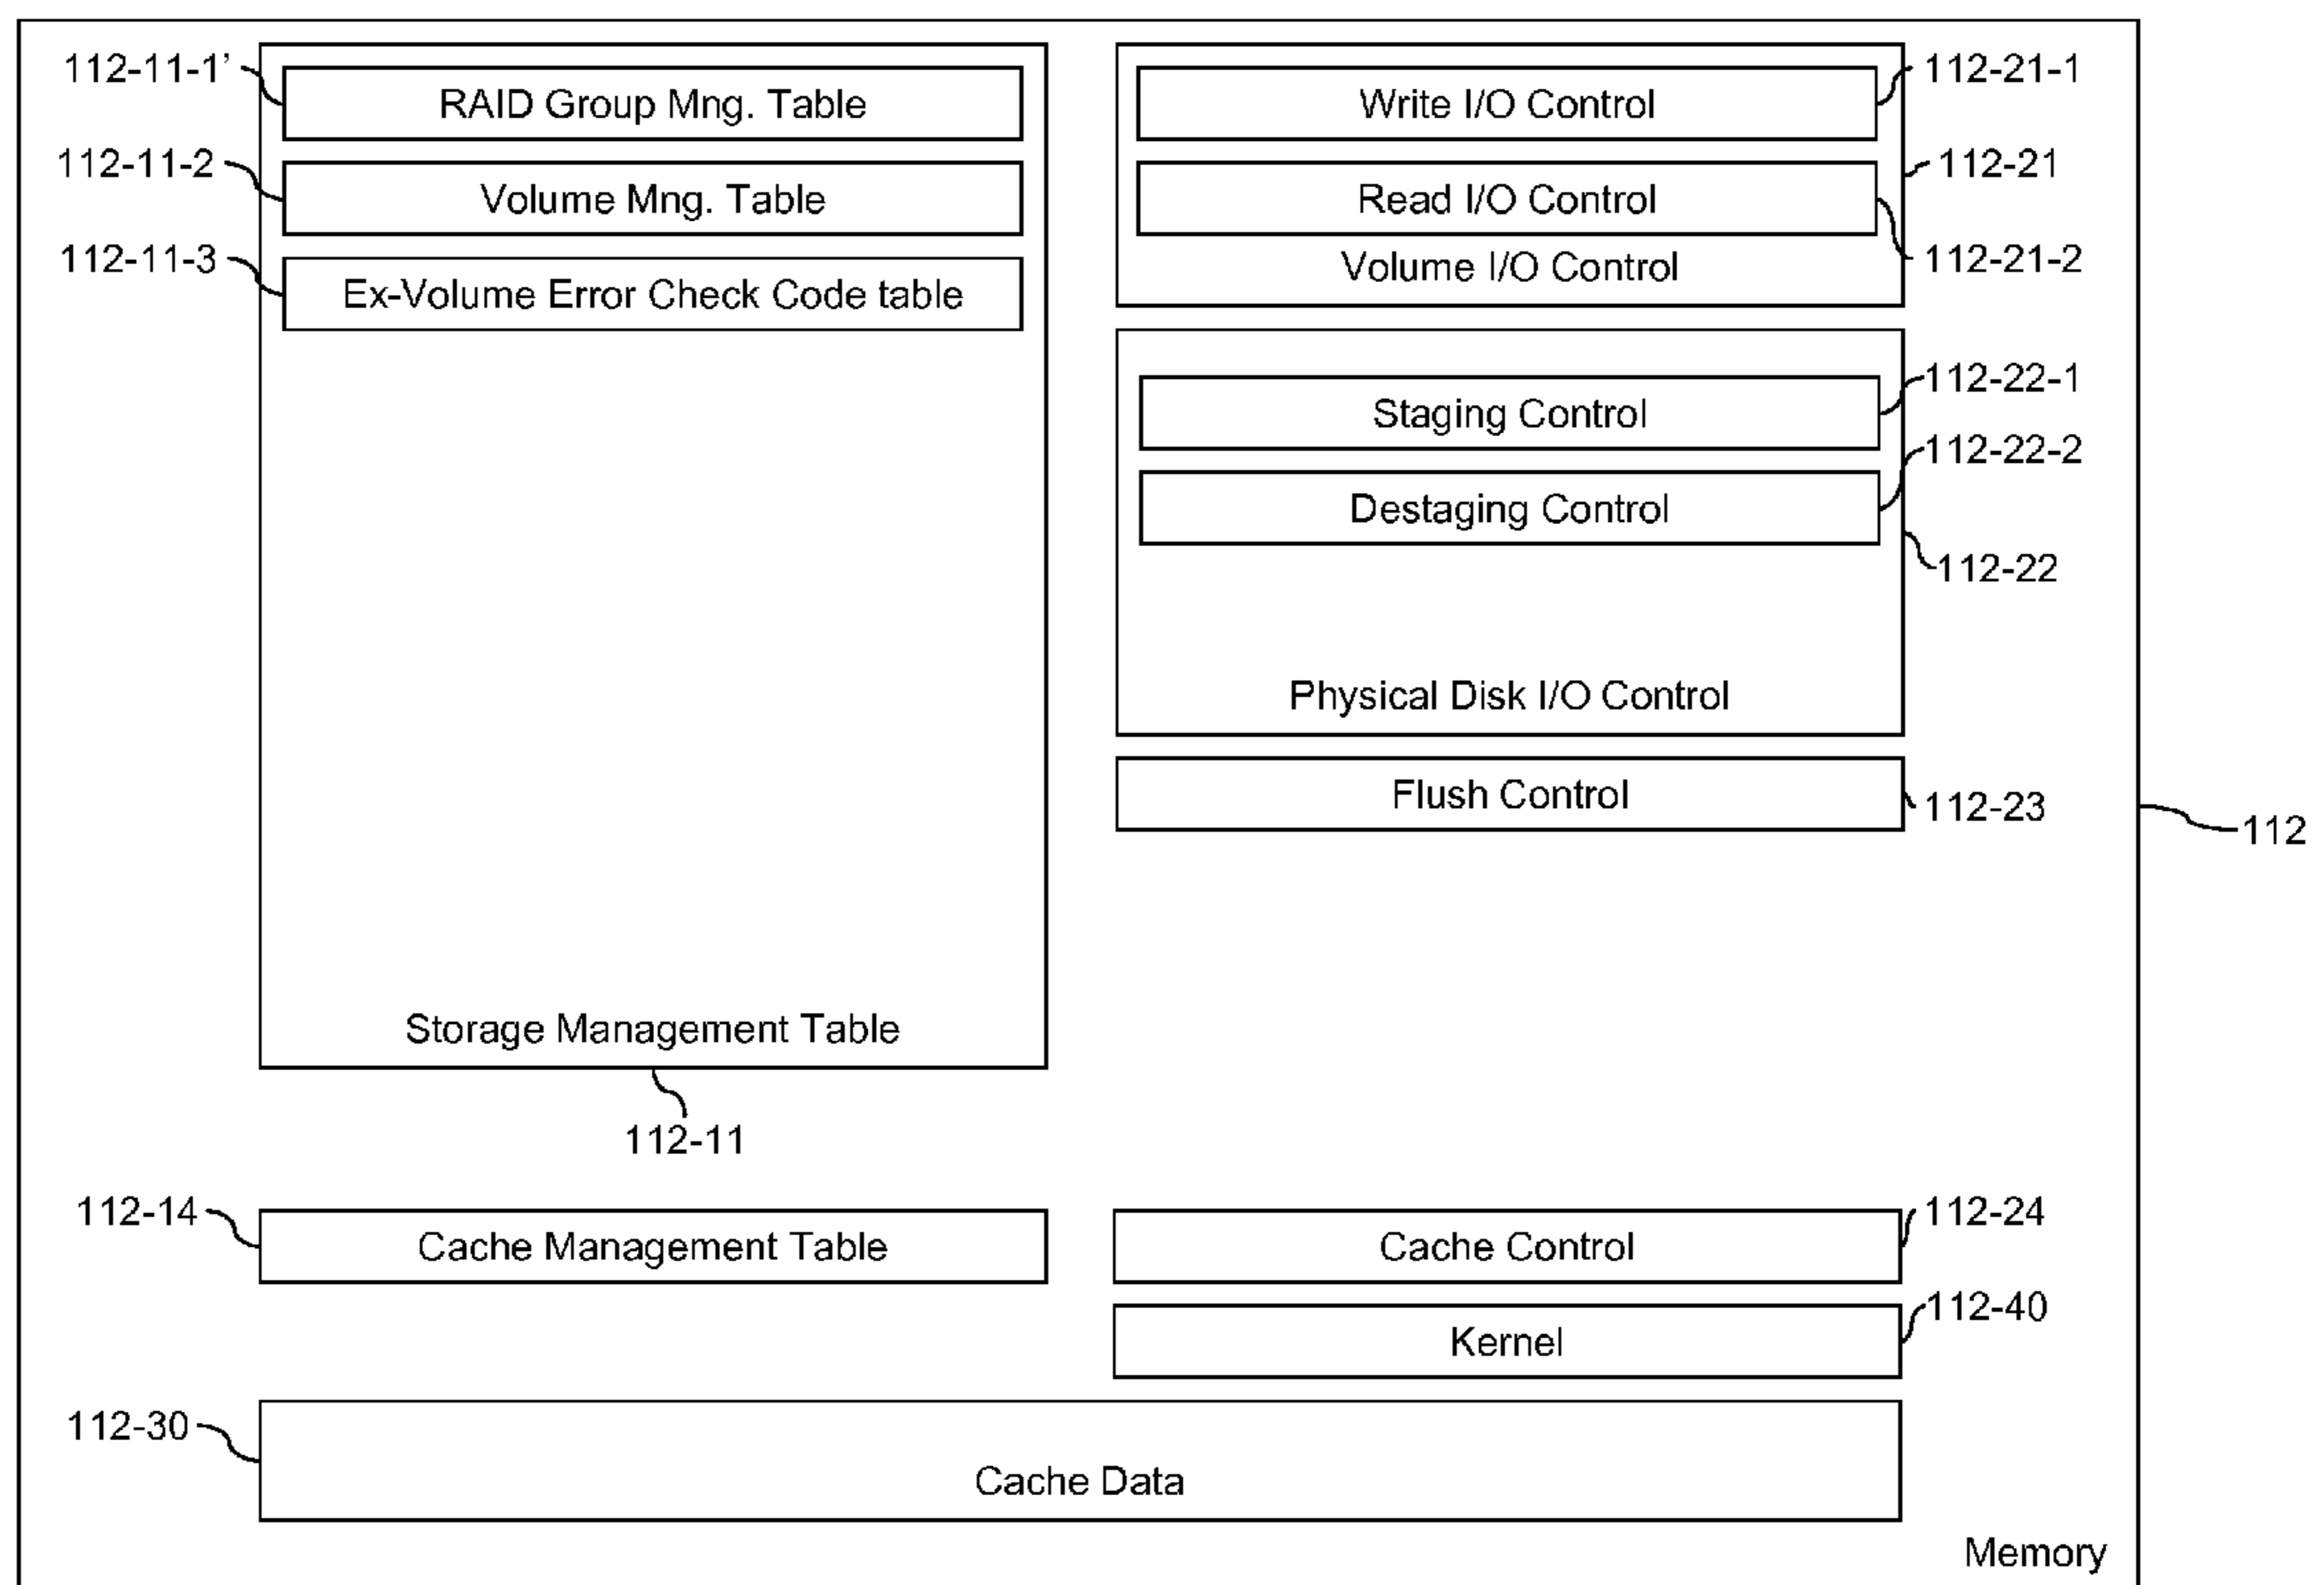 112-11-1’
RAID Group Mng. Table
112-11-2
Volume Mng. Table
112-11-3
Ex-Volume Error Check Code table
Storage Management Table
112-11
Write I/O Control
112-21-1
Read I/O Control
112-21
112-21-2
Volume I/O Control
Staging Control
112-22-1
112-22-2
Destaging Control
112-22
Physical Disk I/O Control
Flush Control
112-23
112
112-14
Cache Management Table
Cache Control
112-24
Kernel
112-40
112-30
Cache Data
Memory